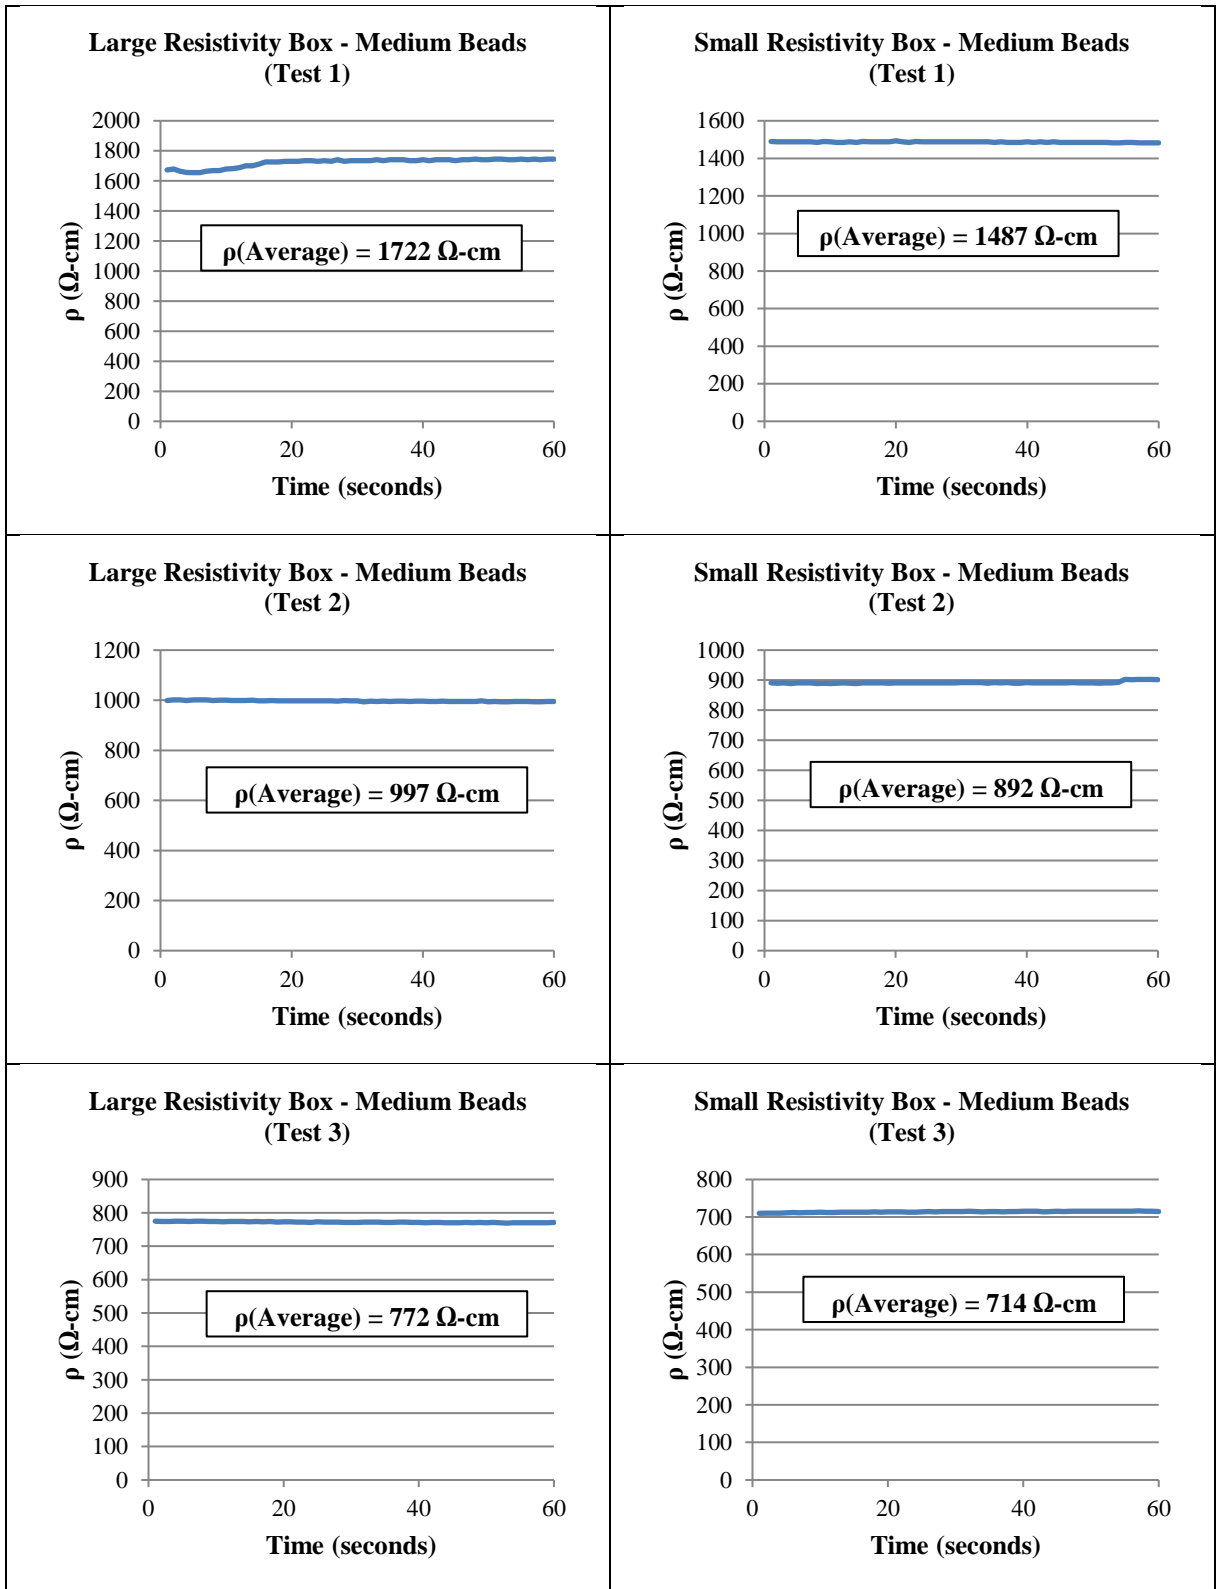 Large Resistivity Box - Medium Beads
(Test 1)
2000
1800
1600
1400
1200
1000
800
600
400
200
0
ρ (Ω-cm)
ρ(Average) = 1722 Ω-cm
0 20 40 60
Time (seconds)
Small Resistivity Box - Medium Beads
(Test 1)
1600
1400
1200
1000
800
600
400
200
0
ρ (Ω-cm)
ρ(Average) = 1487 Ω-cm
0 20 40 60
Time (seconds)
Large Resistivity Box - Medium Beads
(Test 2)
1200
1000
800
600
400
200
0
ρ (Ω-cm)
ρ(Average) = 997 Ω-cm
0 20 40 60
Time (seconds)
Small Resistivity Box - Medium Beads
(Test 2)
1000
900
800
700
600
500
400
300
200
100
0
ρ (Ω-cm)
ρ(Average) = 892 Ω-cm
0 20 40 60
Time (seconds)
Large Resistivity Box - Medium Beads
(Test 3)
900
800
700
600
500
400
300
200
100
0
ρ (Ω-cm)
ρ(Average) = 772 Ω-cm
0 20 40 60
Time (seconds)
Small Resistivity Box - Medium Beads
(Test 3)
800
700
600
500
400
300
200
100
0
ρ (Ω-cm)
ρ(Average) = 714 Ω-cm
0 20 40 60
Time (seconds)